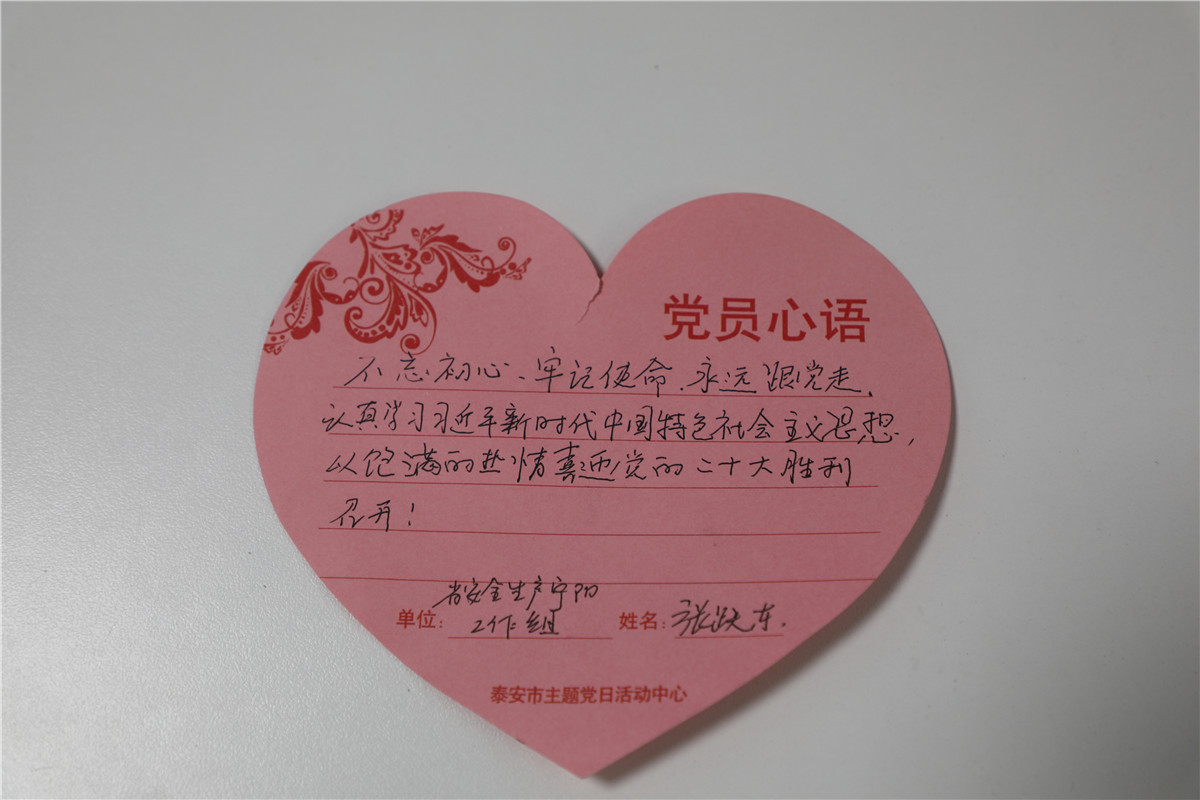 党员心语
不忘初心、牢记使命、永远跟党走、
认真学习习近平新时代中国特色社会主义思想，
以饱满的热情喜迎党的二十大胜利
召开！
单位：省安全生产宁阳
工作组
姓名：张跃东.
泰安市主题党日活动中心